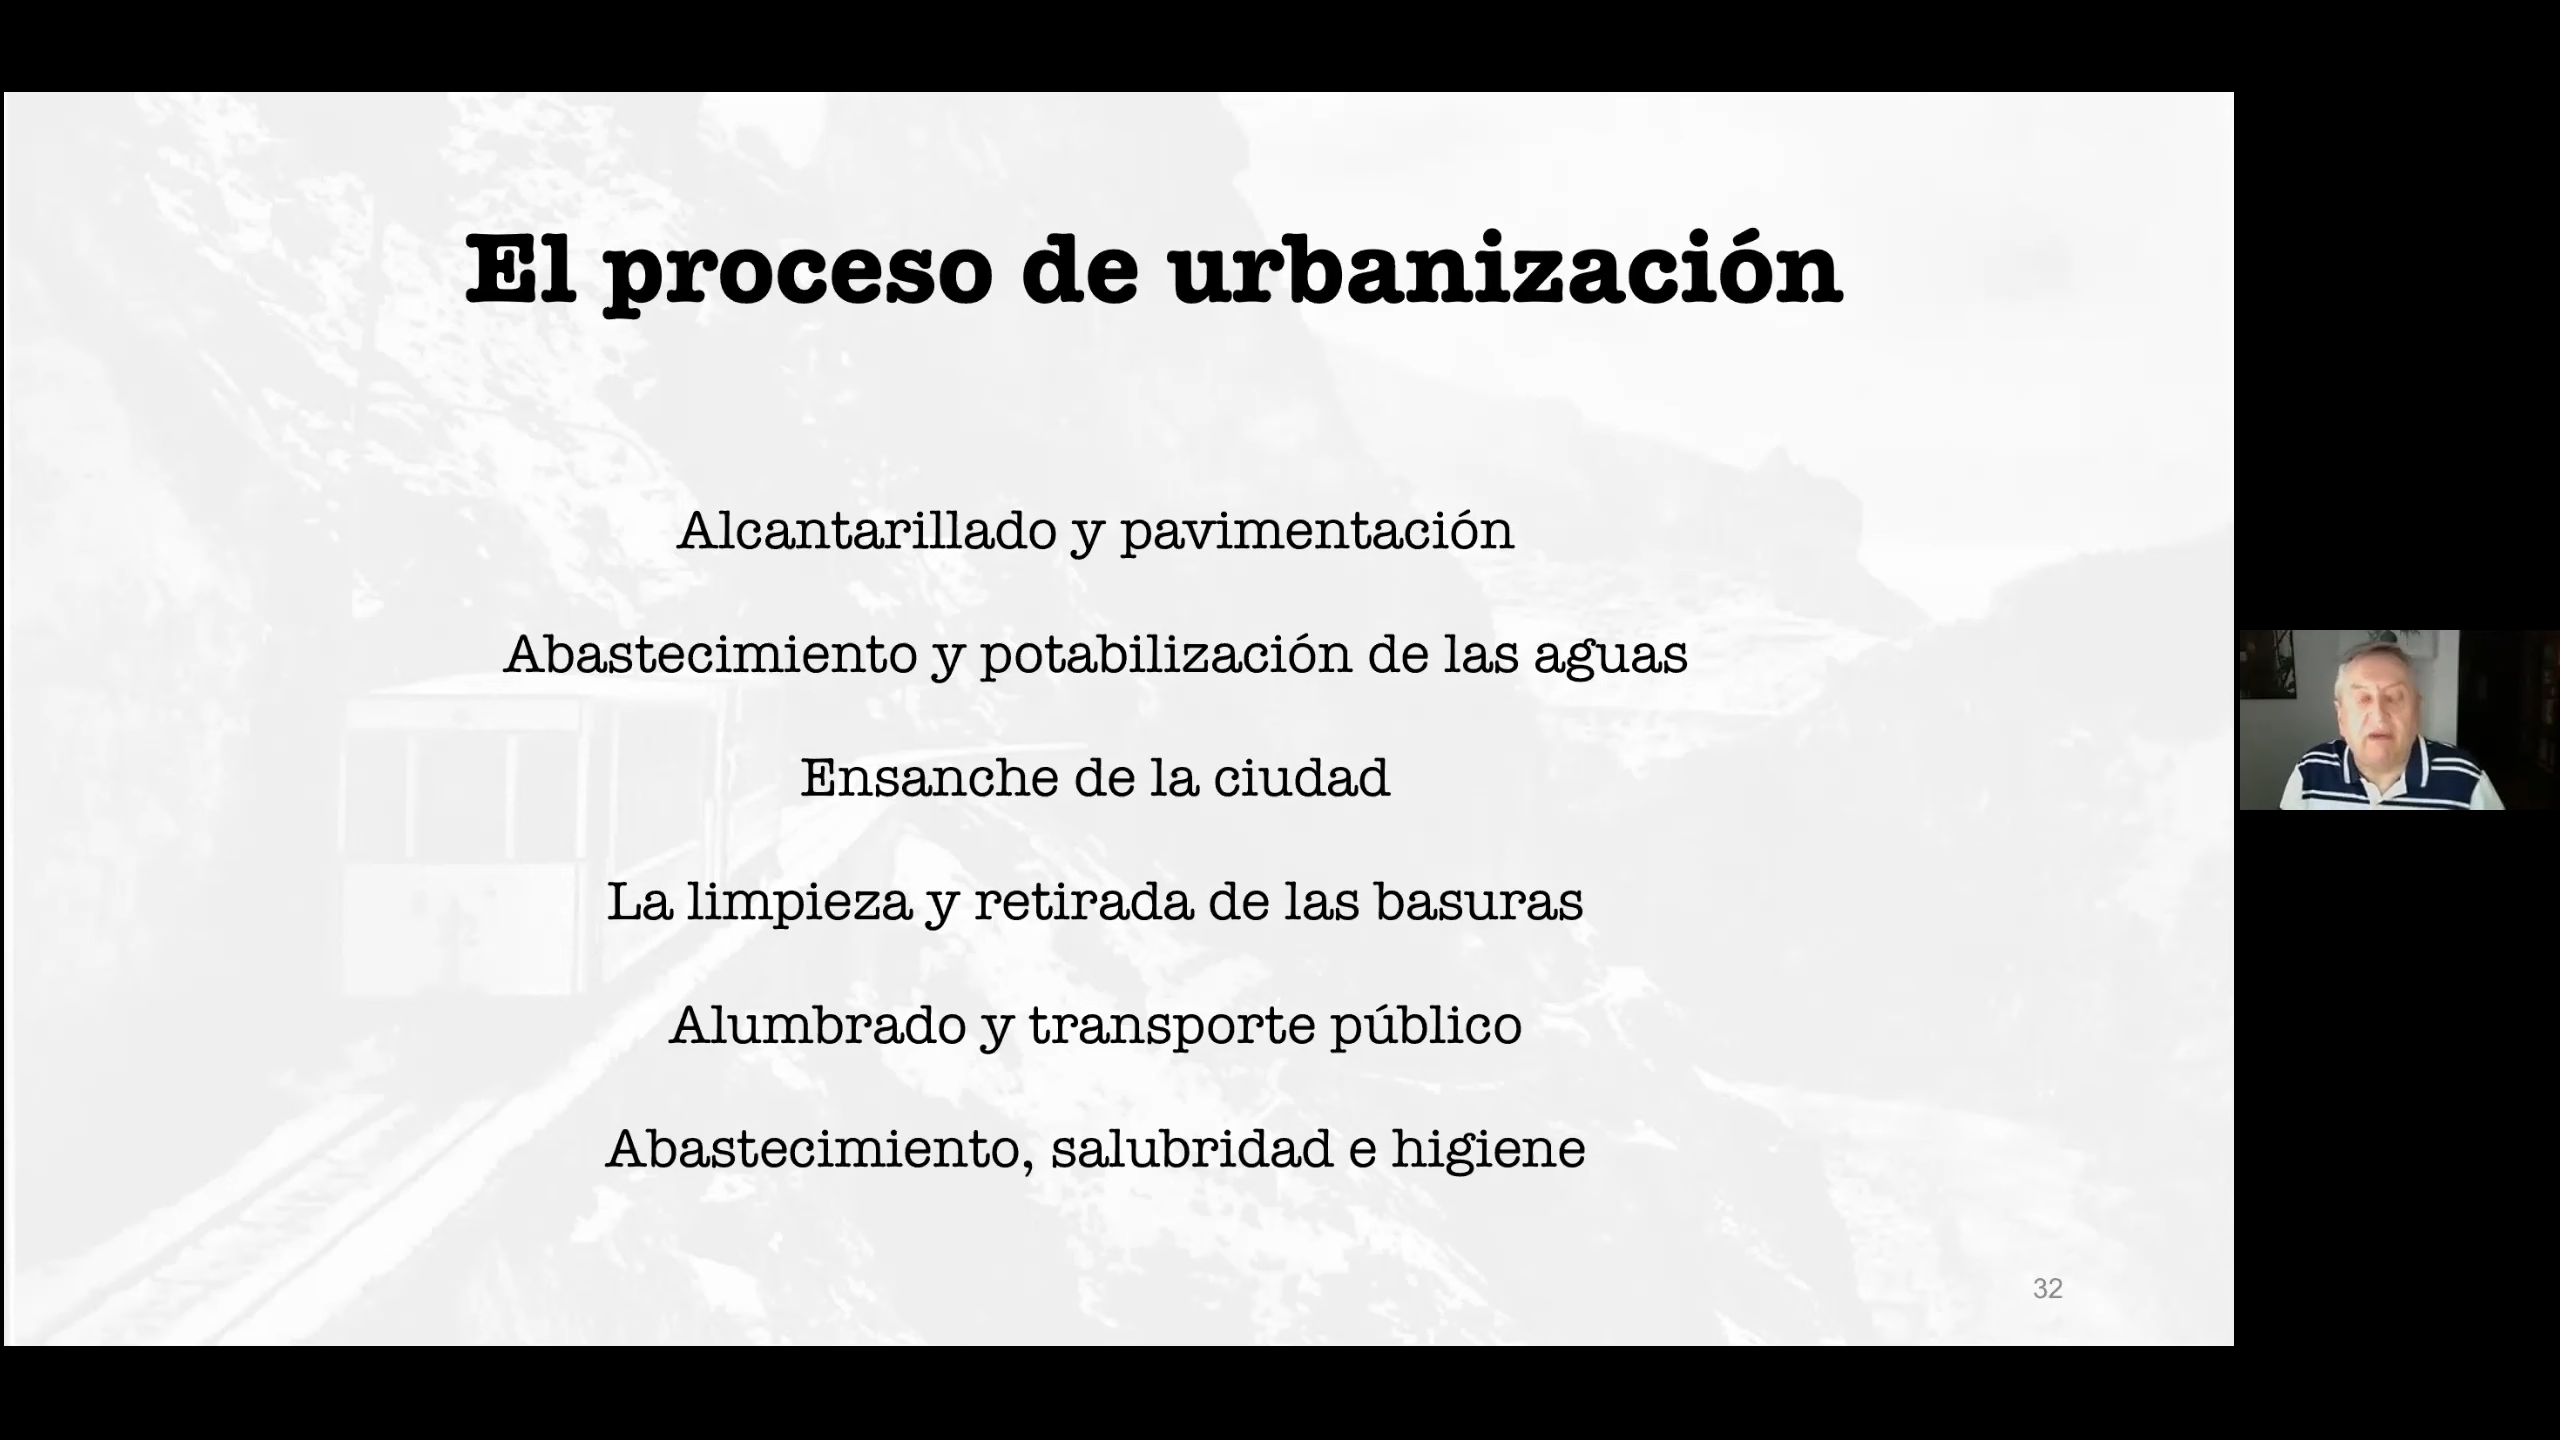 El proceso de urbanización
Alcantarillado y pavimentación
Abastecimiento y potabilización de las aguas
Ensanche de la ciudad
La limpieza y retirada de las basuras
Alumbrado y transporte público
Abastecimiento, salubridad e higiene
32